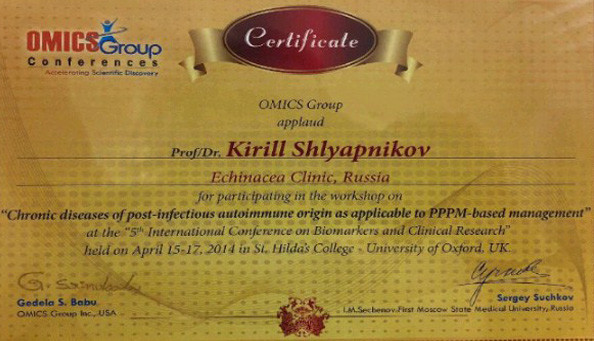 OMICS Group
Conferences
Accelerating Scientific Discovery
Certificate
OMICS Group
applaud
Prof/Dr. Kirill Shlyapnikov
Echinacea Clinic, Russia
for participating in the workshop on
"Chronic diseases of post-infectious autoimmune origin as applicable to PPPM-based management"
at the "5th International Conference on Biomarkers and Clinical Research"
held on April 15-17, 2014 in St. Hilda's College - University of Oxford, UK
Gedela S. Babu
OMICS Group Inc., USA
Sergey Suchkov
I.M.Sechenov First Moscow State Medical University, Russia